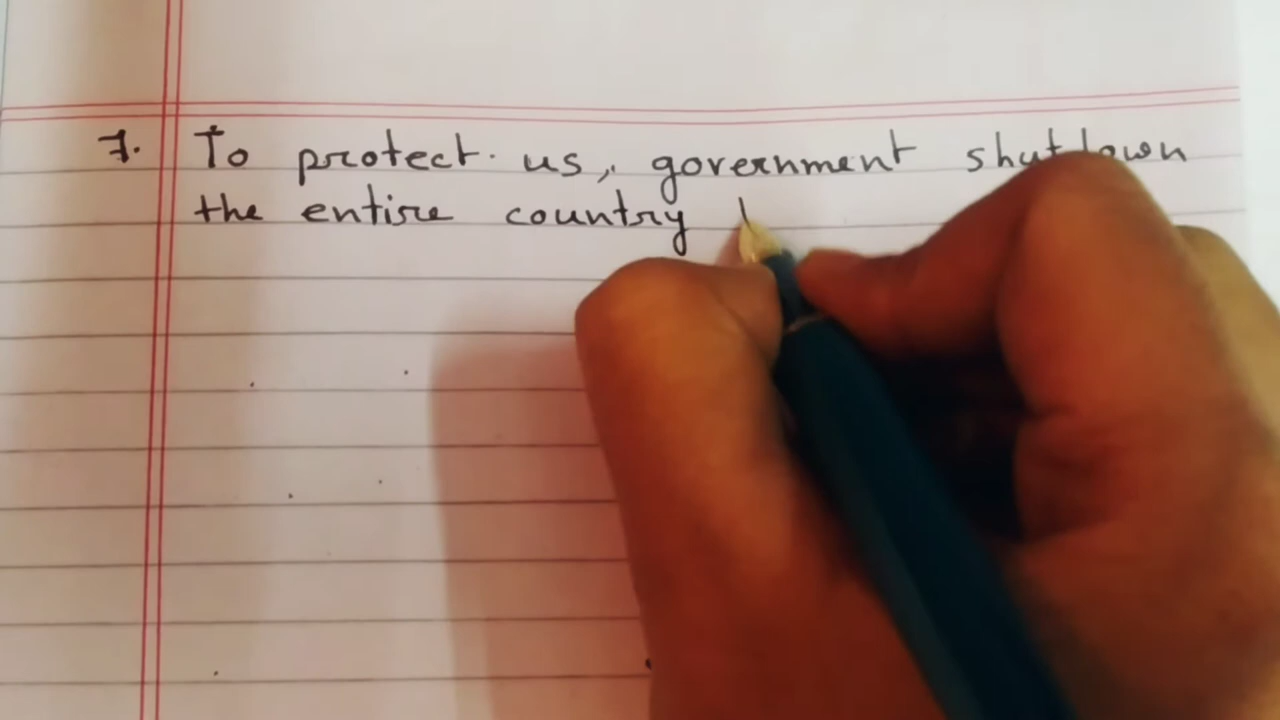 7. To protect us, government shutdown
the entire country